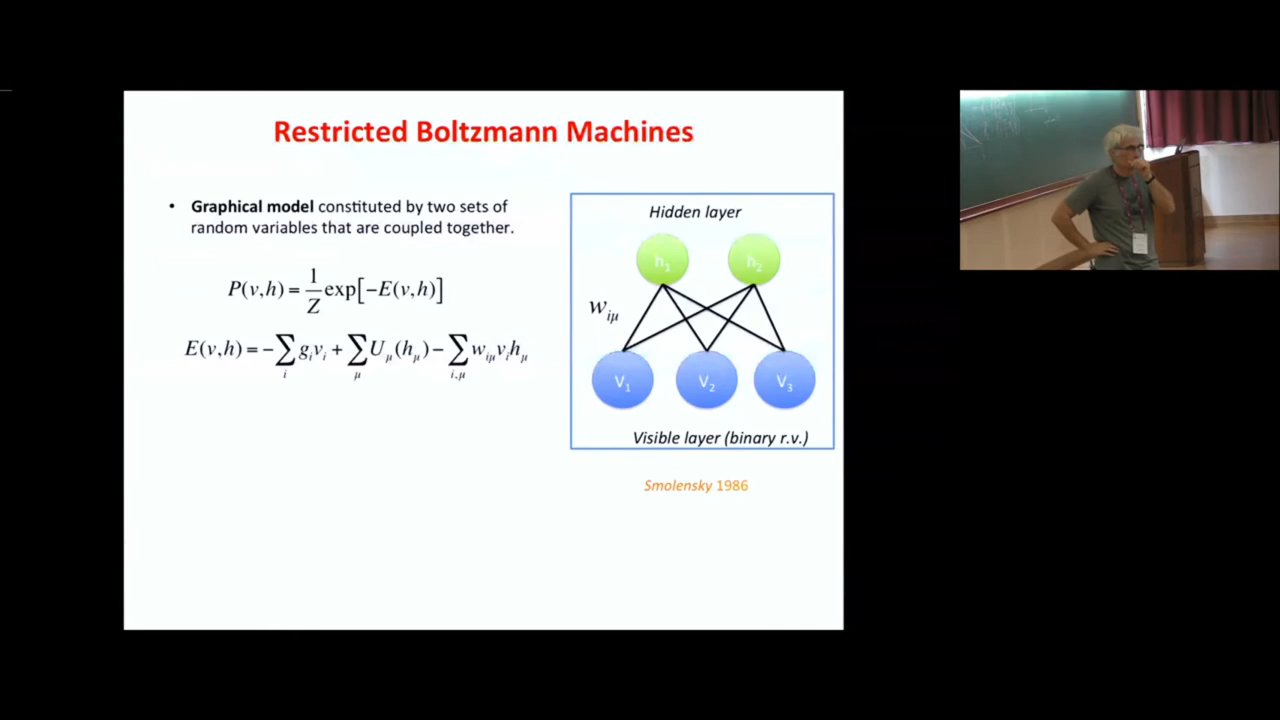 Restricted Boltzmann Machines
• Graphical model constituted by two sets of
random variables that are coupled together.
P(v,h) = 1/Z exp[−E(v,h)]
E(v,h) = −∑_i g_i v_i + ∑_μ U_μ(h_μ) − ∑_{i,μ} w_{iμ} v_i h_μ
Hidden layer
h₁ h₂
w_{iμ}
V₁ V₂ V₃
Visible layer (binary r.v.)
Smolensky 1986